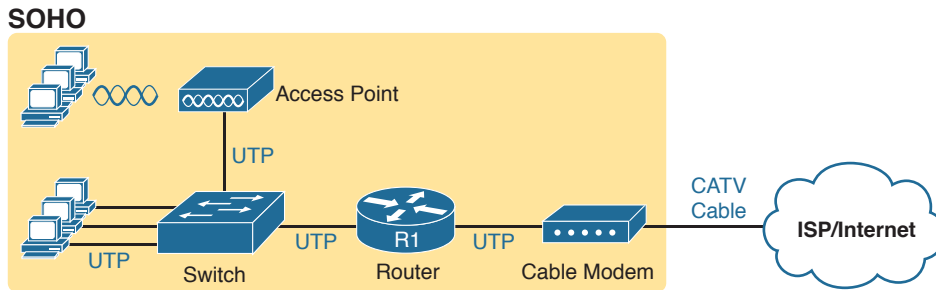 SOHO
Access Point
UTP
CATV
Cable
ISP/Internet
R1
UTP
UTP
UTP
Switch
Router
Cable Modem